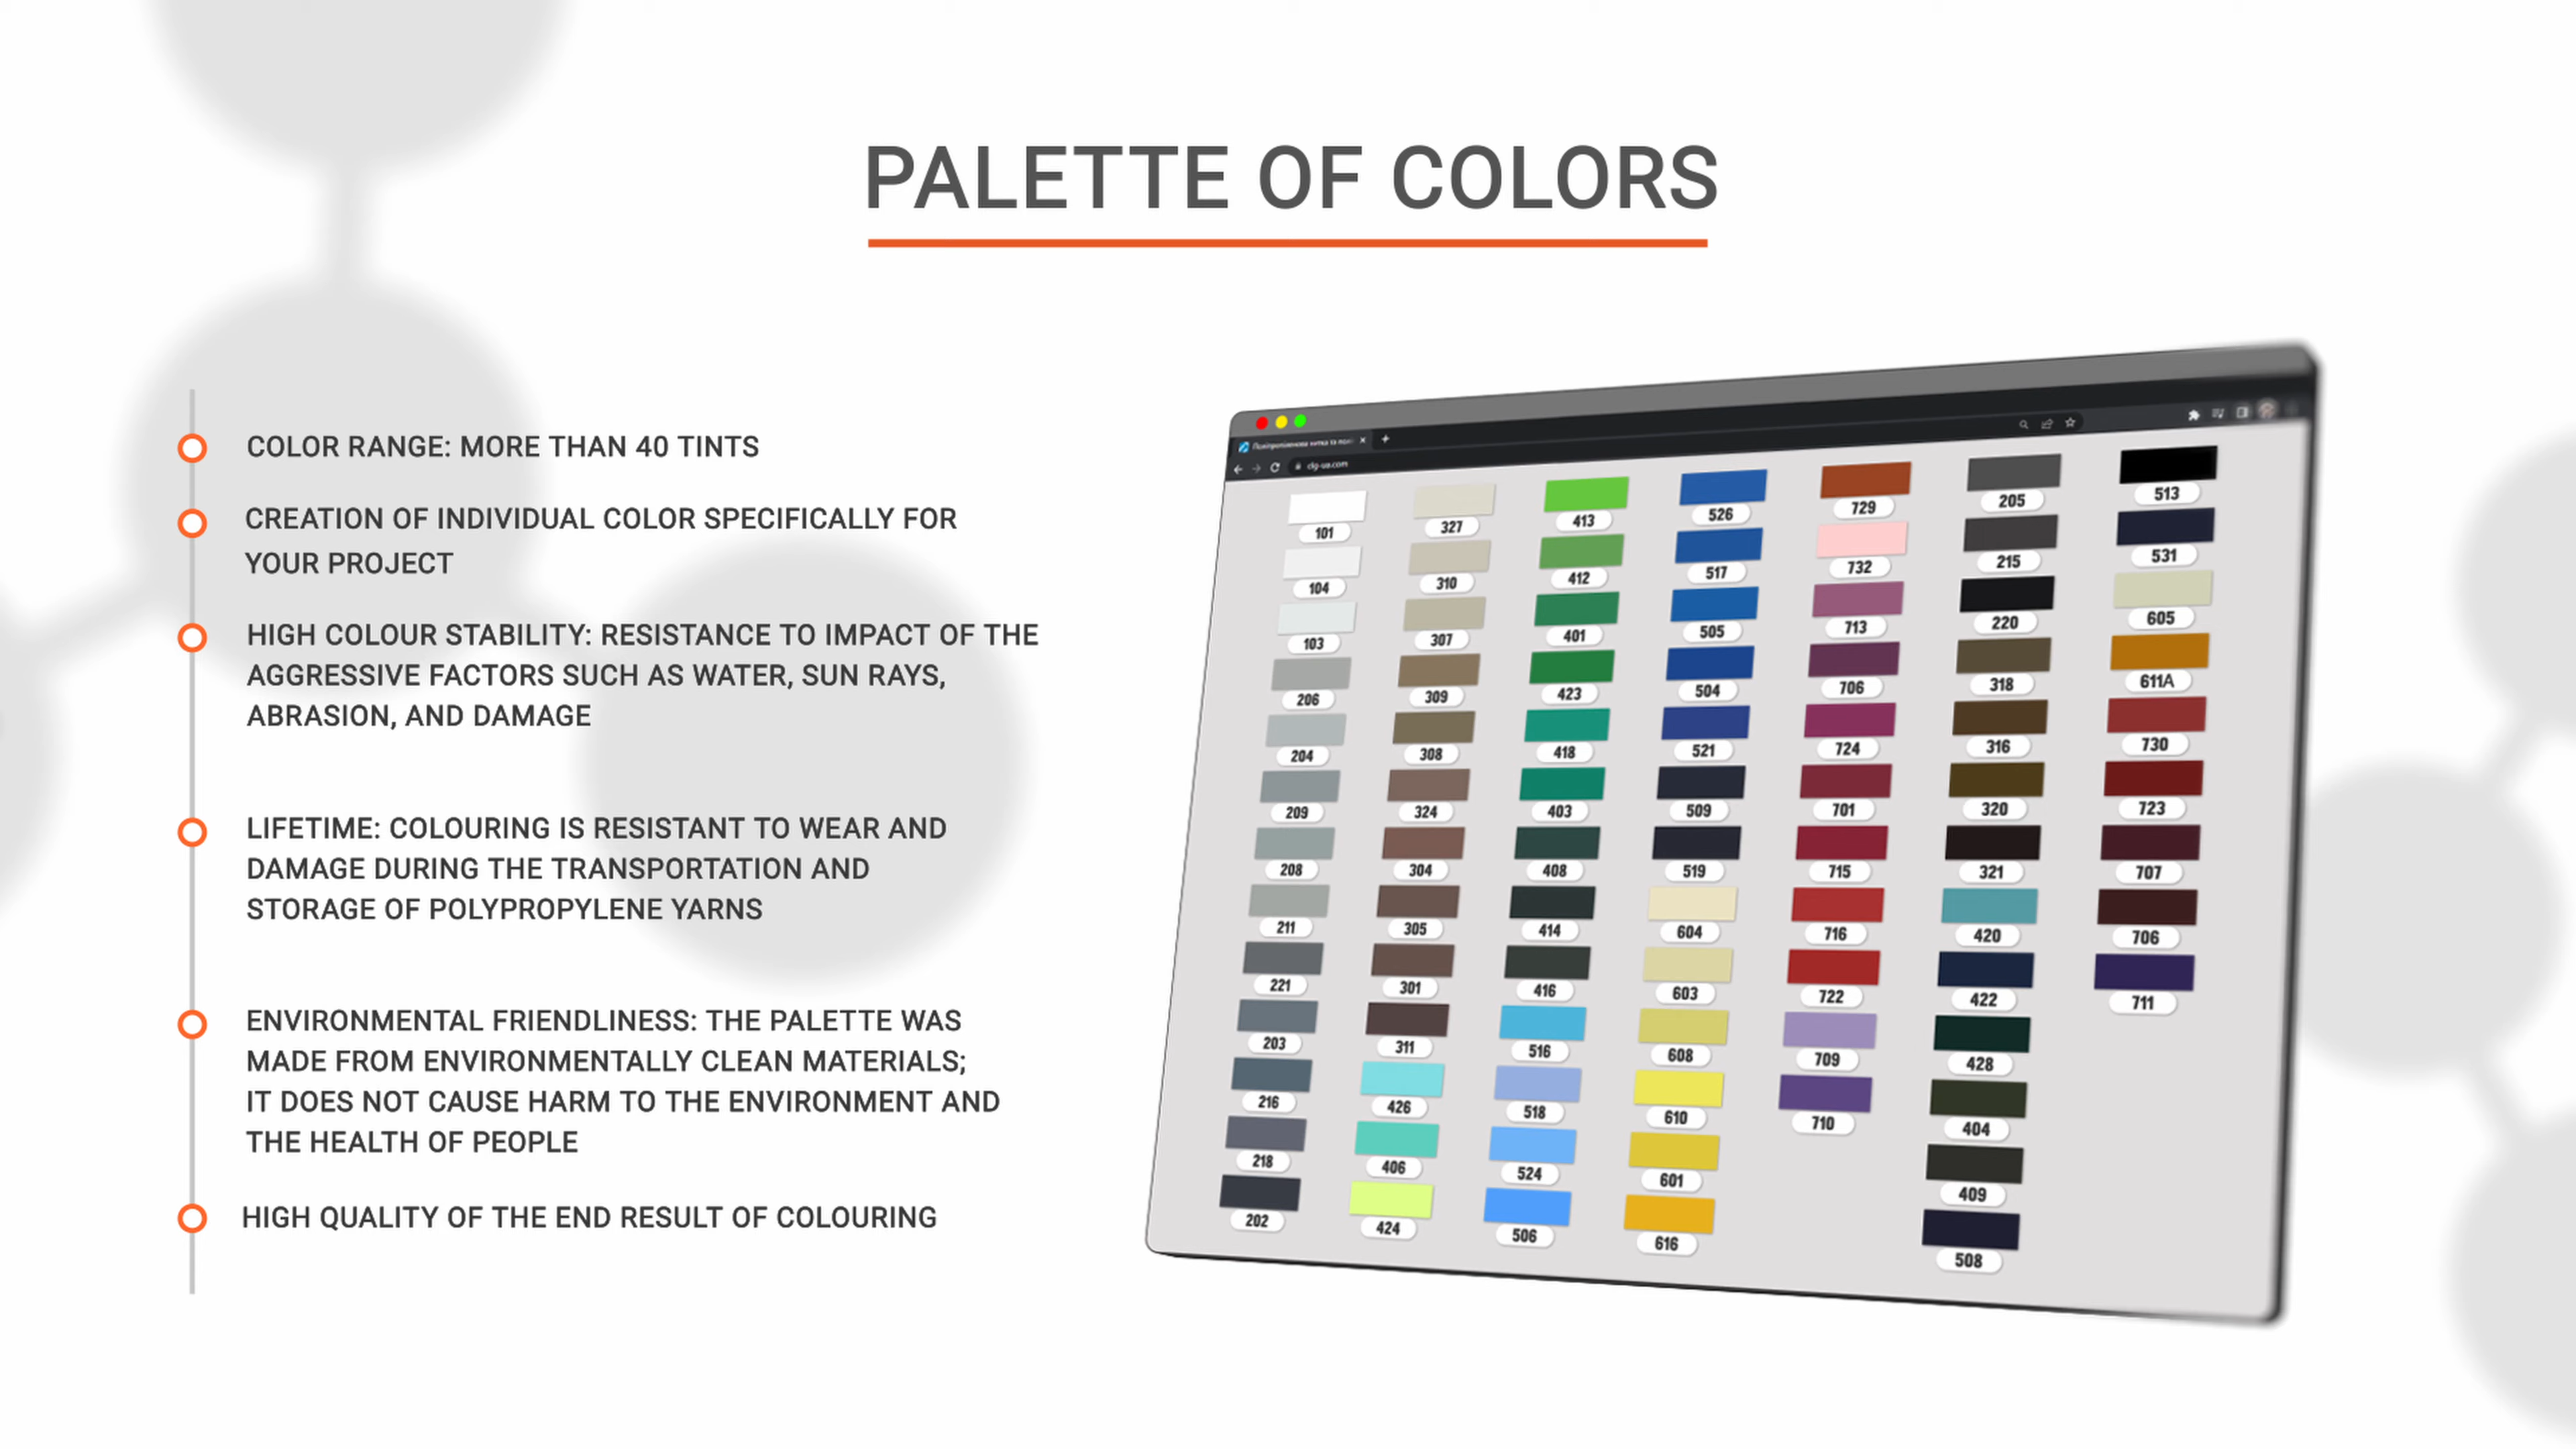 PALETTE OF COLORS
COLOR RANGE: MORE THAN 40 TINTS
CREATION OF INDIVIDUAL COLOR SPECIFICALLY FOR
YOUR PROJECT
HIGH COLOUR STABILITY: RESISTANCE TO IMPACT OF THE
AGGRESSIVE FACTORS SUCH AS WATER, SUN RAYS,
ABRASION, AND DAMAGE
LIFETIME: COLOURING IS RESISTANT TO WEAR AND
DAMAGE DURING THE TRANSPORTATION AND
STORAGE OF POLYPROPYLENE YARNS
ENVIRONMENTAL FRIENDLINESS: THE PALETTE WAS
MADE FROM ENVIRONMENTALLY CLEAN MATERIALS;
IT DOES NOT CAUSE HARM TO THE ENVIRONMENT AND
THE HEALTH OF PEOPLE
HIGH QUALITY OF THE END RESULT OF COLOURING
Поліпропіленова нитка та
clg-ua.com
101 327 413 526 729 205 513
104 310 412 517 732 215 531
103 307 401 505 713 220 605
206 309 423 504 706 318 611A
204 308 418 521 724 316 730
209 324 403 509 701 320 723
208 304 408 519 715 321 707
211 305 414 604 716 420 706
221 301 416 603 722 422 711
203 311 516 608 709 428
216 426 518 610 710 404
218 406 524 601 409
202 424 506 616 508